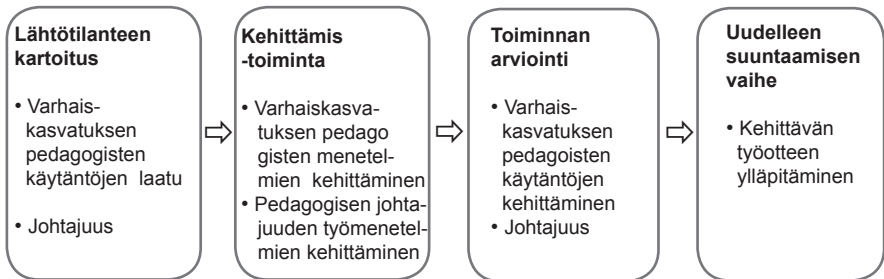 Lähtötilanteen
kartoitus
• Varhais-
kasvatuksen
pedagogisten
käytäntöjen laatu
• Johtajuus
Kehittämis
-toiminta
• Varhaiskasva-
tuksen pedago
gisten menetel-
mien kehittäminen
• Pedagogisen johta-
juuden työmenetel-
mien kehittäminen
Toiminnan
arviointi
• Varhais-
kasvatuksen
pedagoisten
käytäntöjen
kehittäminen
• Johtajuus
Uudelleen
suuntaamisen
vaihe
• Kehittävän
työotteen
ylläpitäminen